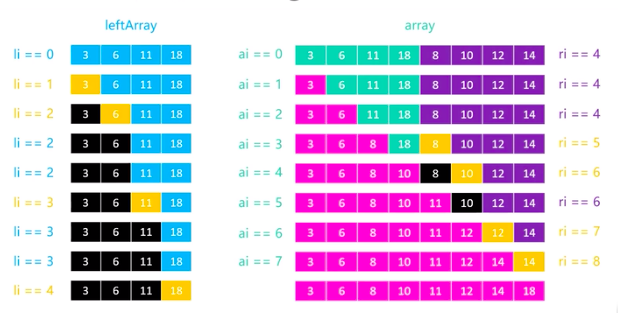 leftArray array
li == 0 3 6 11 18 ai == 0 3 6 11 18 8 10 12 14 ri == 4
li == 1 3 6 11 18 ai == 1 3 6 11 18 8 10 12 14 ri == 4
li == 2 3 6 11 18 ai == 2 3 6 11 18 8 10 12 14 ri == 4
li == 2 3 6 11 18 ai == 3 3 6 8 18 8 10 12 14 ri == 5
li == 2 3 6 11 18 ai == 4 3 6 8 10 8 10 12 14 ri == 6
li == 3 3 6 11 18 ai == 5 3 6 8 10 11 10 12 14 ri == 6
li == 3 3 6 11 18 ai == 6 3 6 8 10 11 12 12 14 ri == 7
li == 3 3 6 11 18 ai == 7 3 6 8 10 11 12 14 14 ri == 8
li == 4 3 6 11 18 3 6 8 10 11 12 14 18